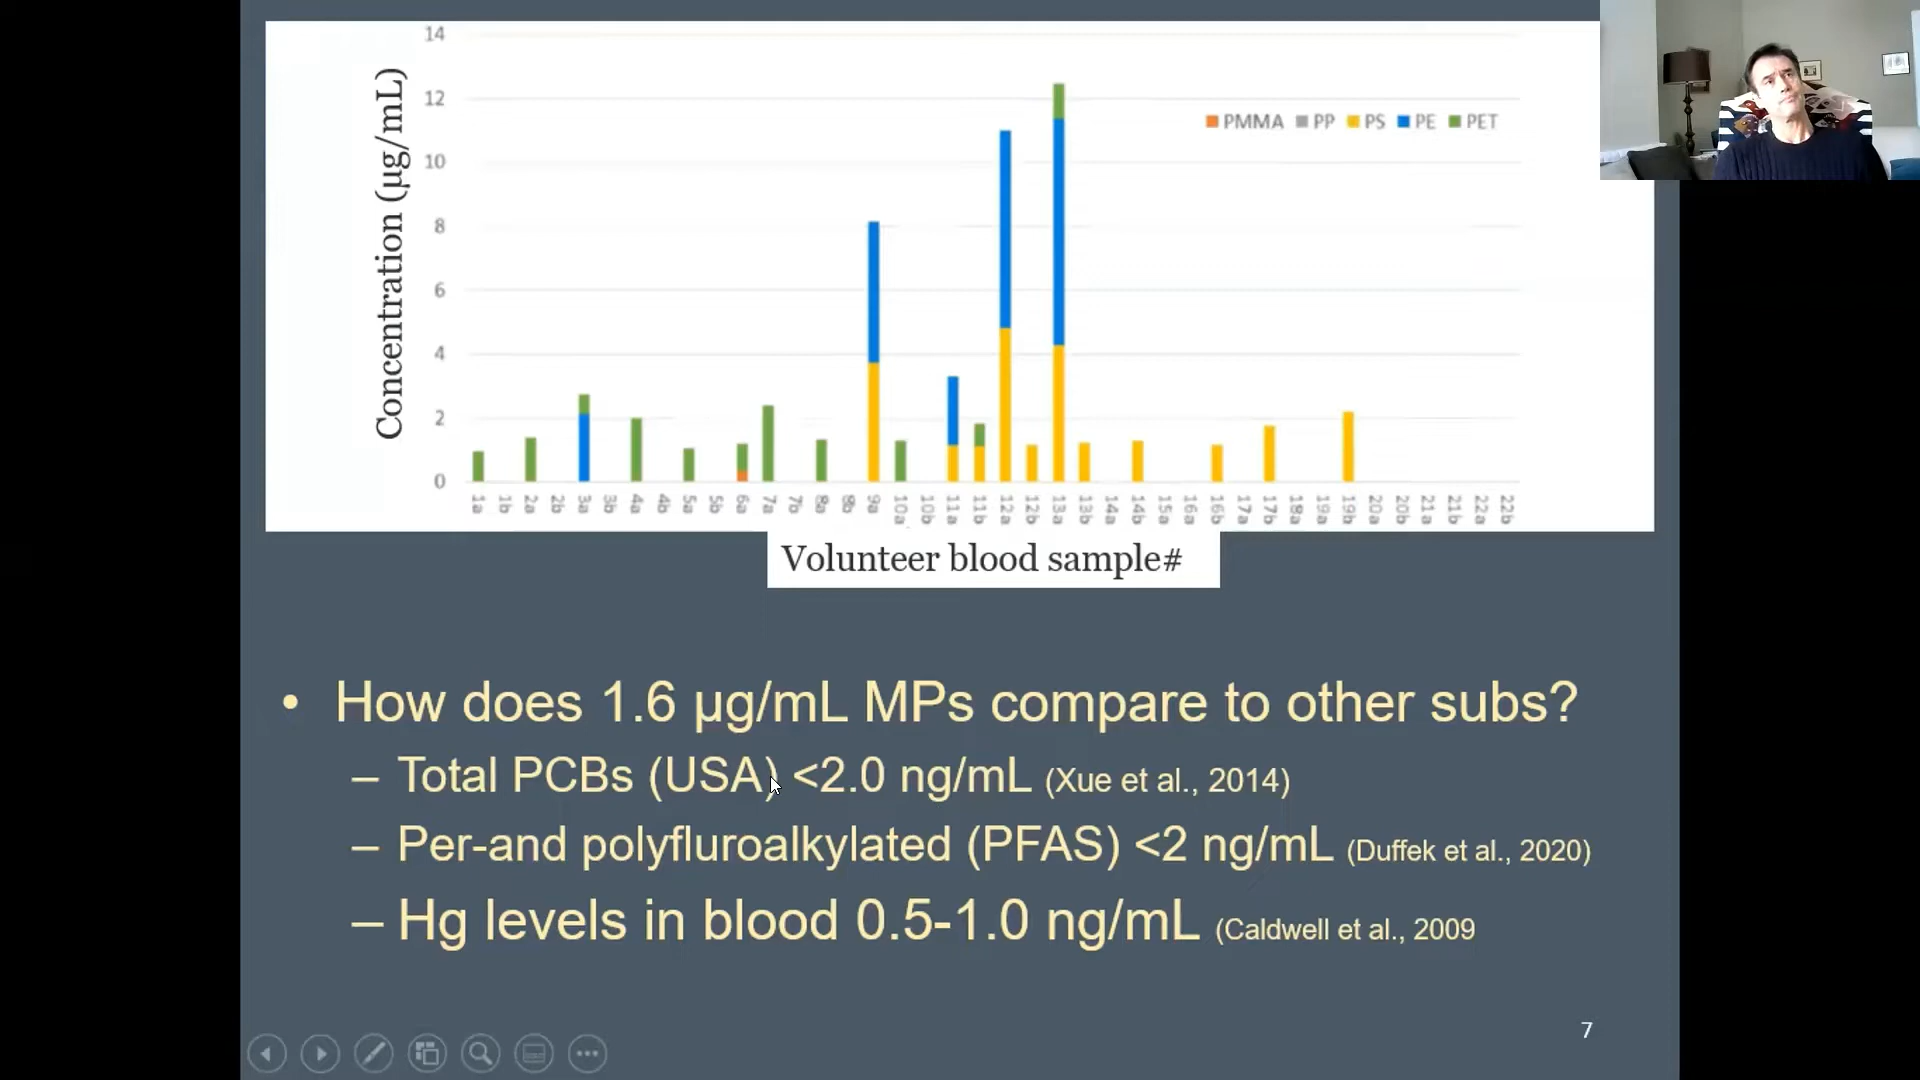 14
12
10
8
6
4
2
0
Concentration (µg/mL)
PMMA PP PS PE PET
1a 1b 2a 2b 3a 3b 4a 4b 5a 5b 6a 7a 7b 8a 8b 9a 10a 10b 11a 11b 12a 12b 13a 13b 14a 14b 15a 16a 16b 17a 17b 18a 19a 19b 20a 20b 21a 21b 22a 22b
Volunteer blood sample#
• How does 1.6 µg/mL MPs compare to other subs?
– Total PCBs (USA) <2.0 ng/mL (Xue et al., 2014)
– Per-and polyfluroalkylated (PFAS) <2 ng/mL (Duffek et al., 2020)
– Hg levels in blood 0.5-1.0 ng/mL (Caldwell et al., 2009
7